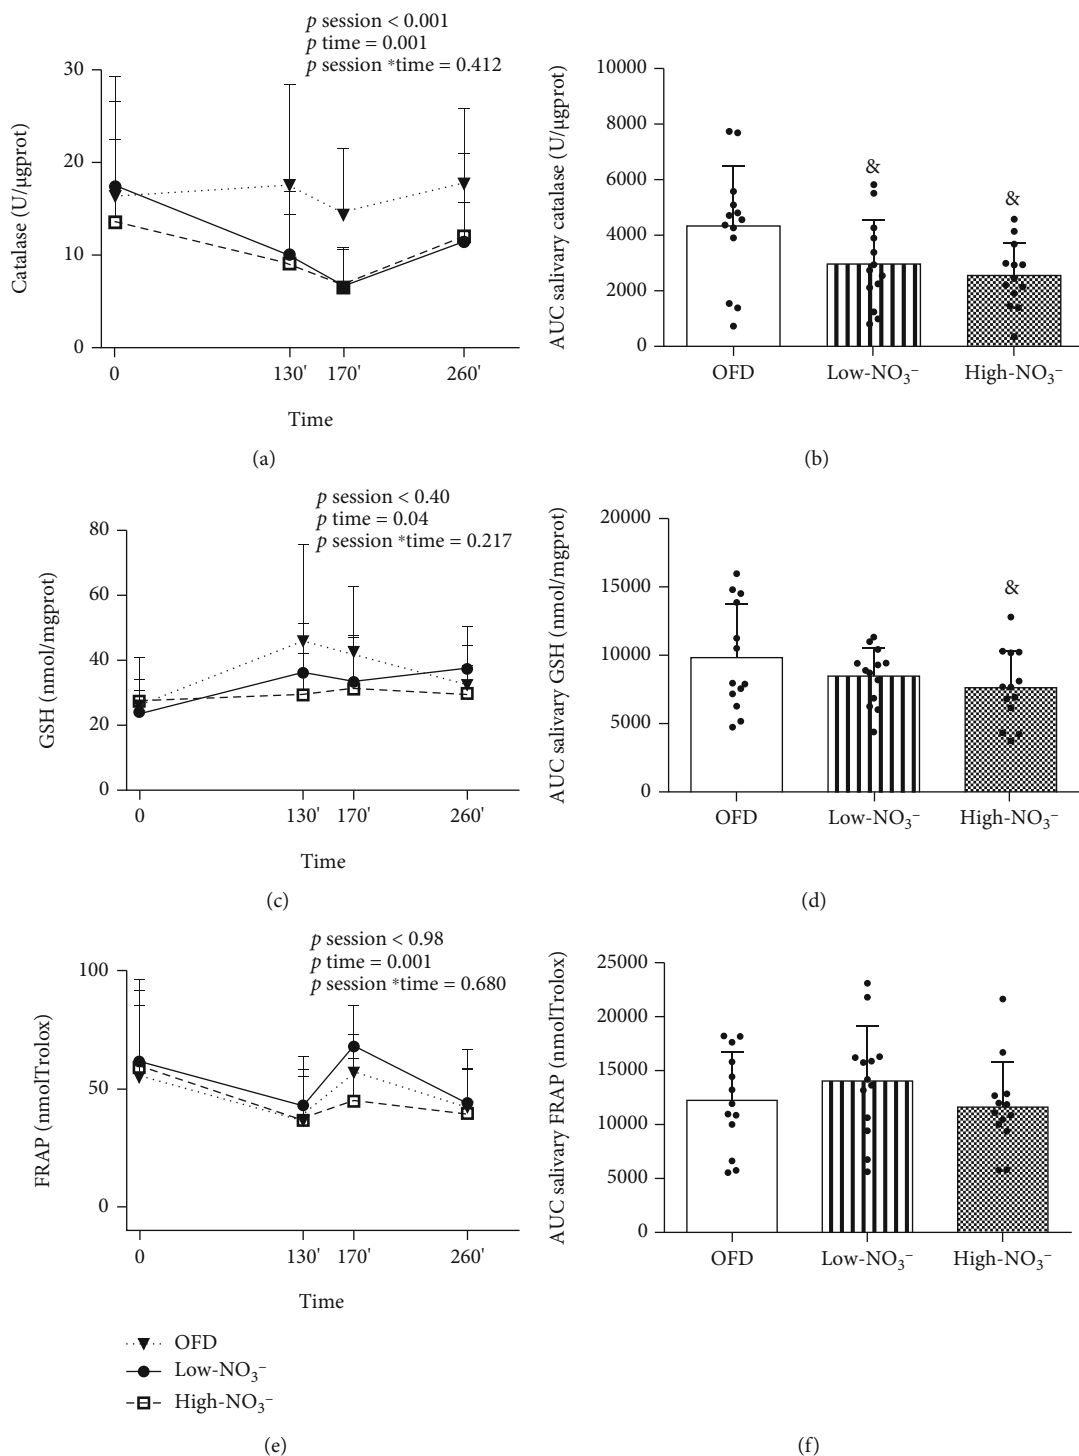 p session < 0.001
p time = 0.001
p session *time = 0.412
30
20
10
0
Catalase (U/μgprot)
0 130' 170' 260'
Time
(a)
10000
8000
6000
4000
2000
0
AUC salivary catalase (U/μgprot)
& &
OFD Low-NO₃⁻ High-NO₃⁻
(b)
p session < 0.40
p time = 0.04
p session *time = 0.217
80
60
40
20
0
GSH (nmol/mgprot)
0 130' 170' 260'
Time
(c)
20000
15000
10000
5000
0
AUC salivary GSH (nmol/mgprot)
&
OFD Low-NO₃⁻ High-NO₃⁻
(d)
p session < 0.98
p time = 0.001
p session *time = 0.680
100
50
0
FRAP (nmolTrolox)
0 130' 170' 260'
Time
OFD
Low-NO₃⁻
High-NO₃⁻
(e)
25000
20000
15000
10000
5000
0
AUC salivary FRAP (nmolTrolox)
OFD Low-NO₃⁻ High-NO₃⁻
(f)